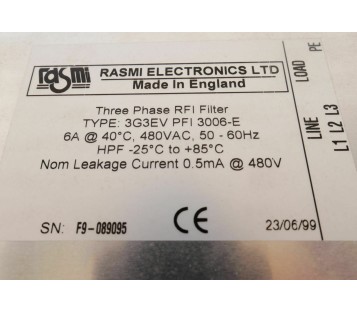 rasmi
RASMI ELECTRONICS LTD
Made In England
Three Phase RFI Filter
TYPE: 3G3EV PFI 3006-E
6A @ 40°C, 480VAC, 50 - 60Hz
HPF -25°C to +85°C
Nom Leakage Current 0.5mA @ 480V
SN: F9-089095
CE
23/06/99
LOAD
PE
LINE
L1 L2 L3